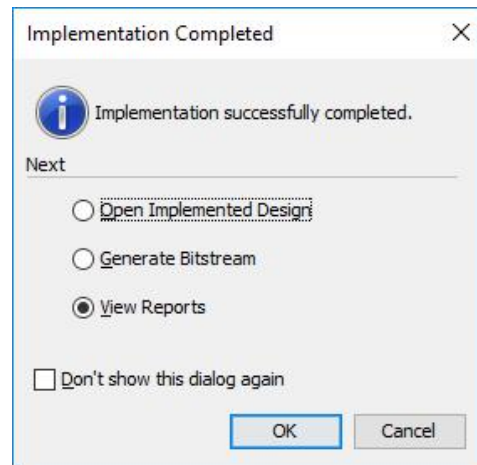 Implementation Completed
Implementation successfully completed.
Next
Open Implemented Design
Generate Bitstream
View Reports
Don't show this dialog again
OK Cancel